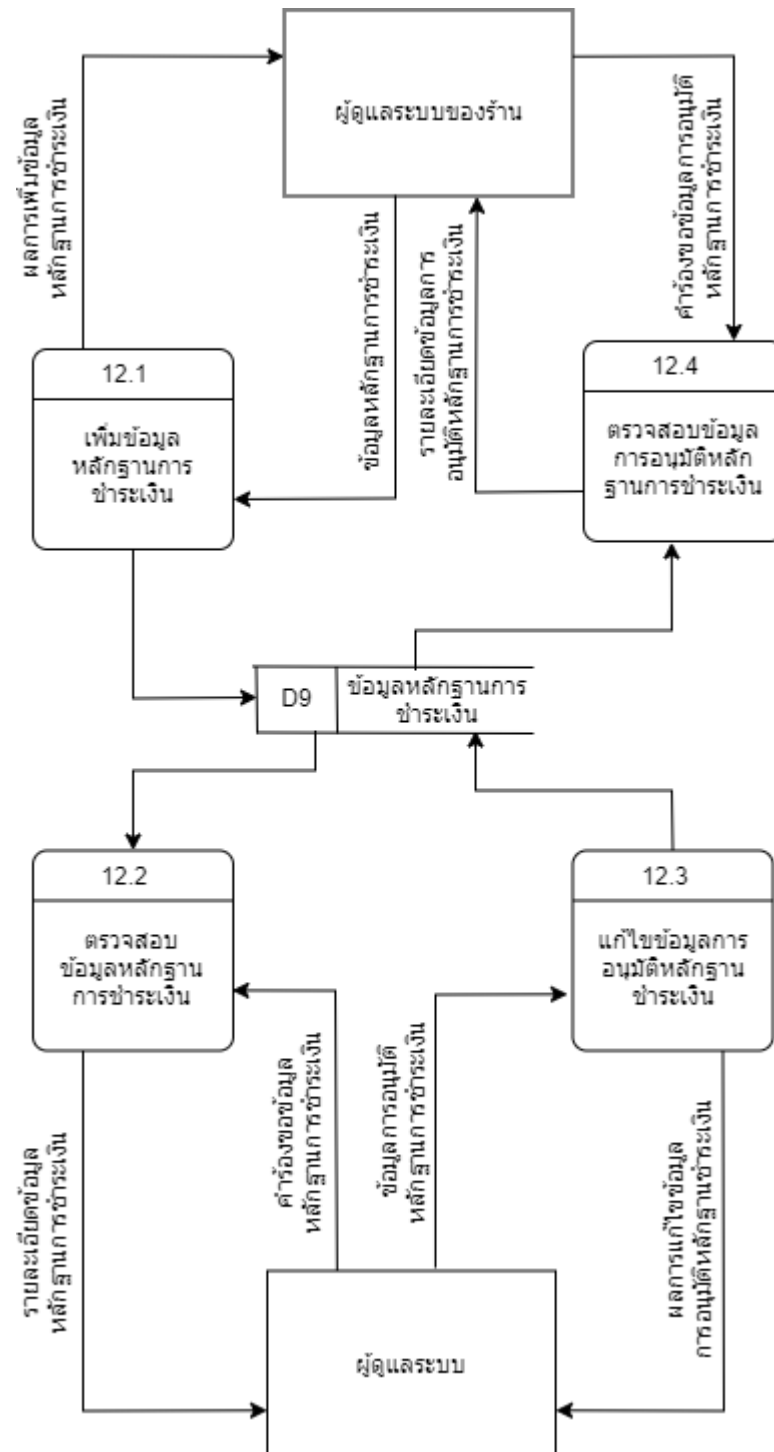 ผู้ดูแลระบบของร้าน
ผลการเพิ่มข้อมูล
หลักฐานการชำระเงิน
ข้อมูลหลักฐานการชำระเงิน
รายละเอียดข้อมูลการ
อนุมัติหลักฐานการชำระเงิน
คำร้องขอข้อมูลการอนุมัติ
หลักฐานการชำระเงิน
12.1
เพิ่มข้อมูล
หลักฐานการ
ชำระเงิน
12.4
ตรวจสอบข้อมูล
การอนุมัติหลัก
ฐานการชำระเงิน
D9
ข้อมูลหลักฐานการ
ชำระเงิน
12.2
ตรวจสอบ
ข้อมูลหลักฐาน
การชำระเงิน
12.3
แก้ไขข้อมูลการ
อนุมัติหลักฐาน
ชำระเงิน
รายละเอียดข้อมูล
หลักฐานการชำระเงิน
คำร้องขอข้อมูล
หลักฐานการชำระเงิน
ข้อมูลการอนุมัติ
หลักฐานการชำระเงิน
ผลการแก้ไขข้อมูล
การอนุมัติหลักฐานชำระเงิน
ผู้ดูแลระบบ